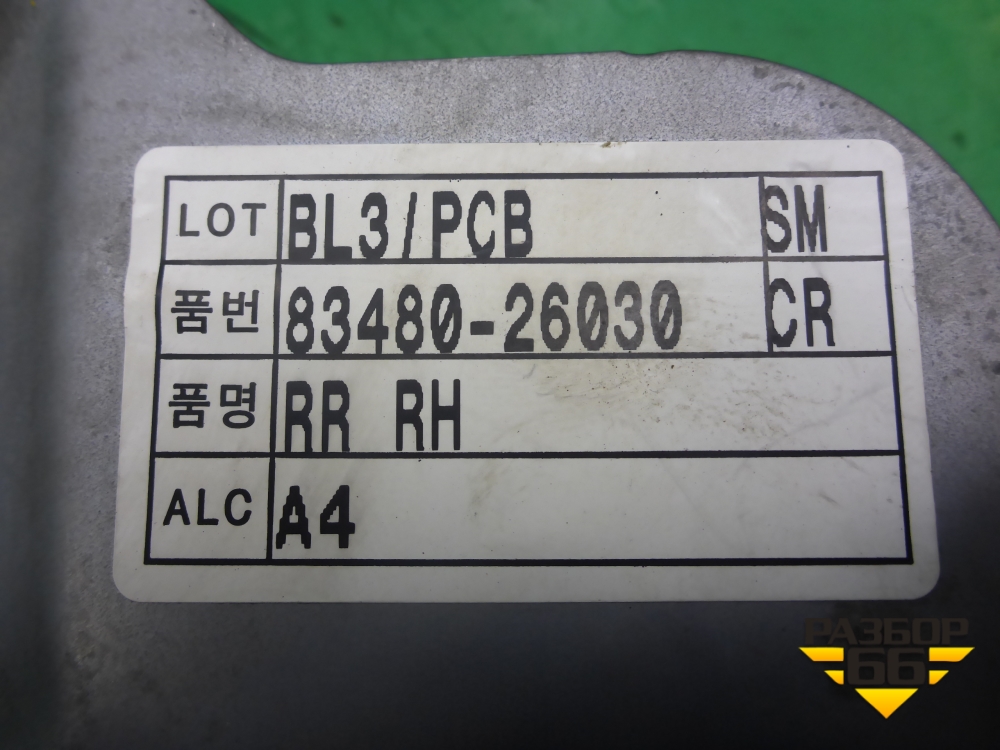 LOT BL3/PCB SM
품번 83480-26030 CR
품명 RR RH
ALC A4
РАЗБОР
66